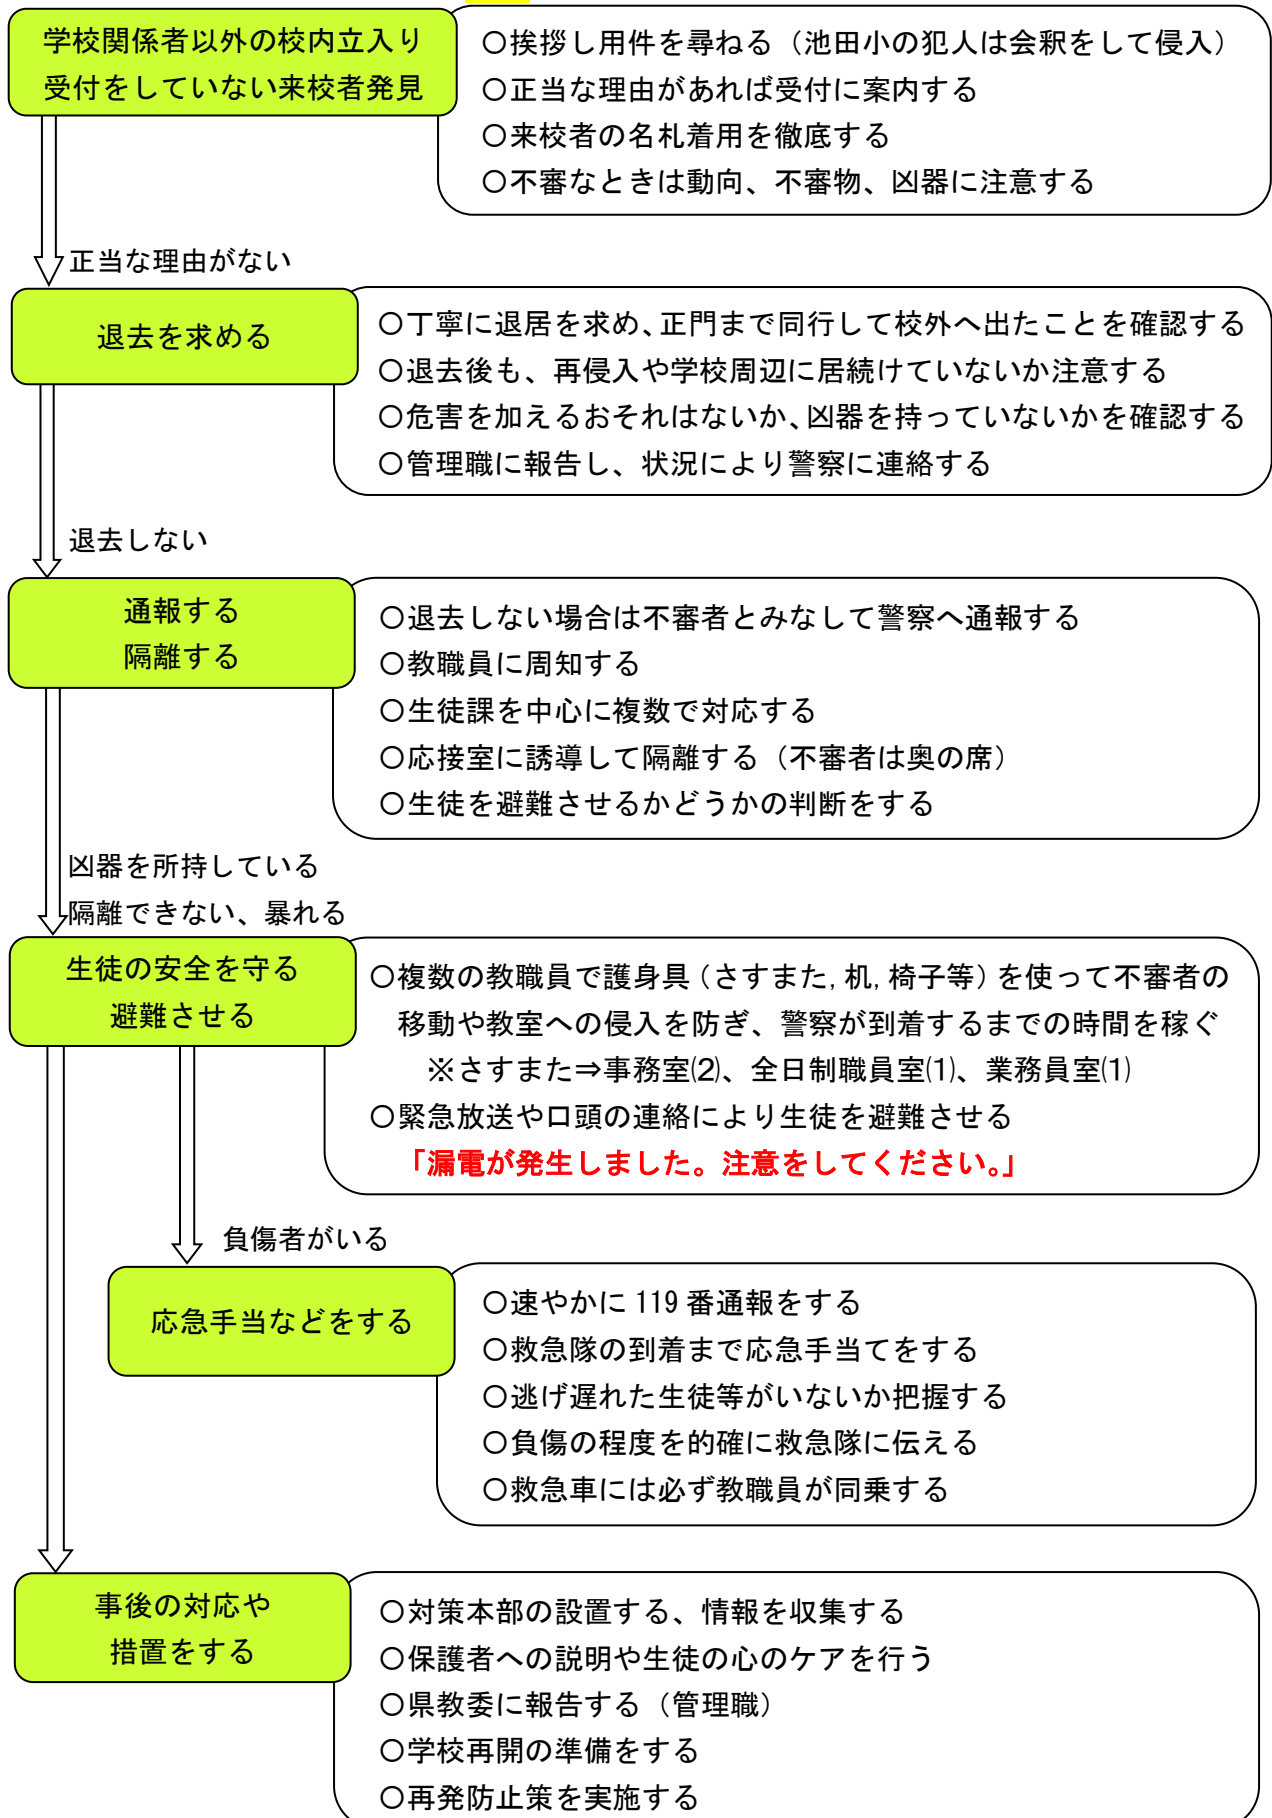 学校関係者以外の校内立入り
受付をしていない来校者発見
○挨拶し用件を尋ねる（池田小の犯人は会釈をして侵入）
○正当な理由があれば受付に案内する
○来校者の名札着用を徹底する
○不審なときは動向、不審物、凶器に注意する
正当な理由がない
退去を求める
○丁寧に退居を求め、正門まで同行して校外へ出たことを確認する
○退去後も、再侵入や学校周辺に居続けていないか注意する
○危害を加えるおそれはないか、凶器を持っていないかを確認する
○管理職に報告し、状況により警察に連絡する
退去しない
通報する
隔離する
○退去しない場合は不審者とみなして警察へ通報する
○教職員に周知する
○生徒課を中心に複数で対応する
○応接室に誘導して隔離する（不審者は奥の席）
○生徒を避難させるかどうかの判断をする
凶器を所持している
隔離できない、暴れる
生徒の安全を守る
避難させる
○複数の教職員で護身具（さすまた,机,椅子等）を使って不審者の
移動や教室への侵入を防ぎ、警察が到着するまでの時間を稼ぐ
※さすまた⇒事務室⑵、全日制職員室⑴、業務員室⑴
○緊急放送や口頭の連絡により生徒を避難させる
「漏電が発生しました。注意をしてください。」
負傷者がいる
応急手当などをする
○速やかに 119 番通報をする
○救急隊の到着まで応急手当てをする
○逃げ遅れた生徒等がいないか把握する
○負傷の程度を的確に救急隊に伝える
○救急車には必ず教職員が同乗する
事後の対応や
措置をする
○対策本部の設置する、情報を収集する
○保護者への説明や生徒の心のケアを行う
○県教委に報告する（管理職）
○学校再開の準備をする
○再発防止策を実施する